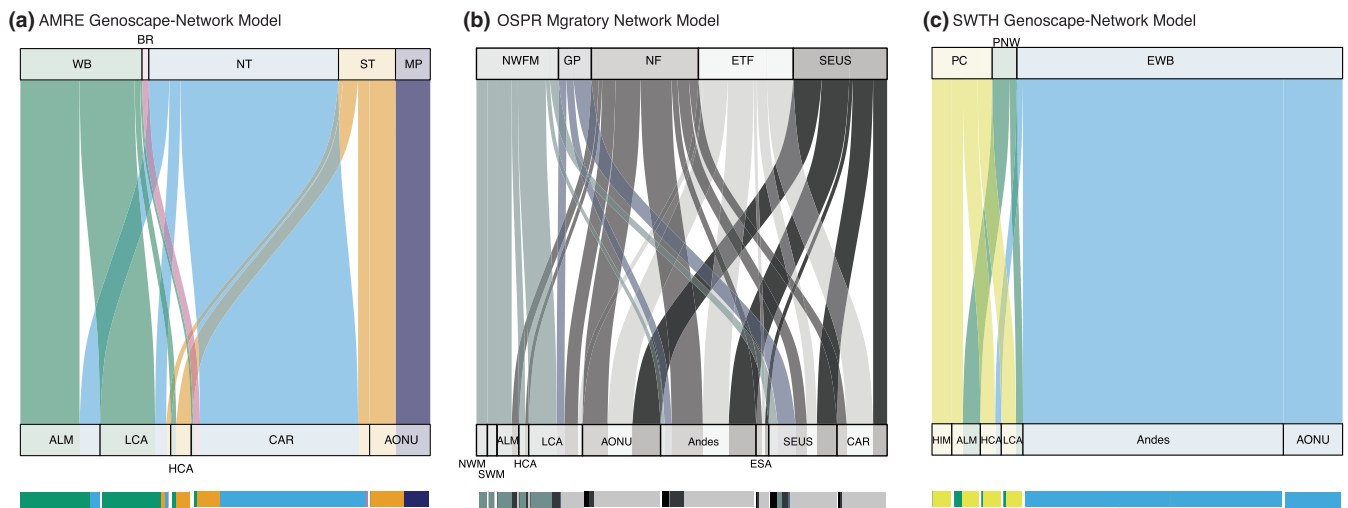 (a) AMRE Genoscape-Network Model
BR
WB NT ST MP
ALM LCA CAR AONU
HCA
(b) OSPR Mgratory Network Model
NWFM GP NF ETF SEUS
ALM LCA AONU Andes SEUS CAR
NWM HCA ESA
SWM
(c) SWTH Genoscape-Network Model
PNW
PC EWB
HIM ALM HCA LCA Andes AONU